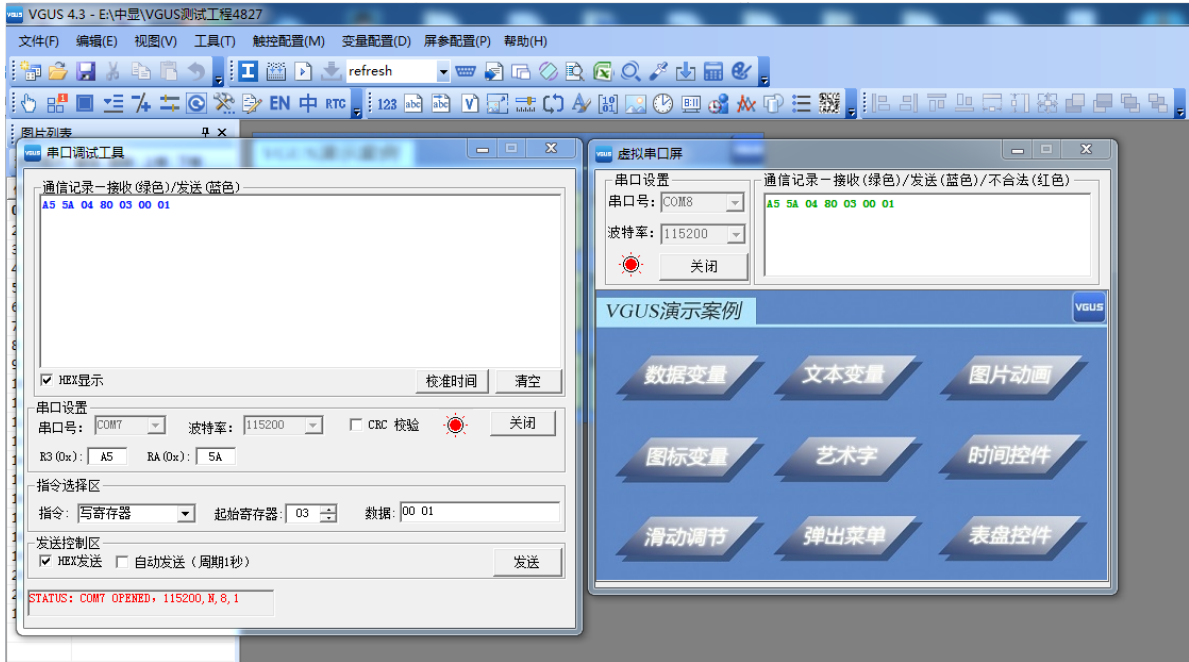 VGUS 4.3 - E:\中显\VGUS测试工程4827
文件(F) 编辑(E) 视图(V) 工具(T) 触控配置(M) 变量配置(D) 屏参配置(P) 帮助(H)
refresh
EN 中 RTC 123 abc abc
图片列表
串口调试工具
通信记录－接收(绿色)/发送(蓝色)
A5 5A 04 80 03 00 01
HEX显示 校准时间 清空
串口设置
串口号: COM7 波特率: 115200 CRC 校验 关闭
R3(0x): A5 RA(0x): 5A
指令选择区
指令: 写寄存器 起始寄存器: 03 数据: 00 01
发送控制区
HEX发送 自动发送（周期1秒） 发送
STATUS: COM7 OPENED, 115200,N,8,1
虚拟串口屏
串口设置
串口号: COM8
波特率: 115200
关闭
通信记录－接收(绿色)/发送(蓝色)/不合法(红色)
A5 5A 04 80 03 00 01
VGUS演示案例 VGUS
数据变量 文本变量 图片动画
图标变量 艺术字 时间控件
滑动调节 弹出菜单 表盘控件